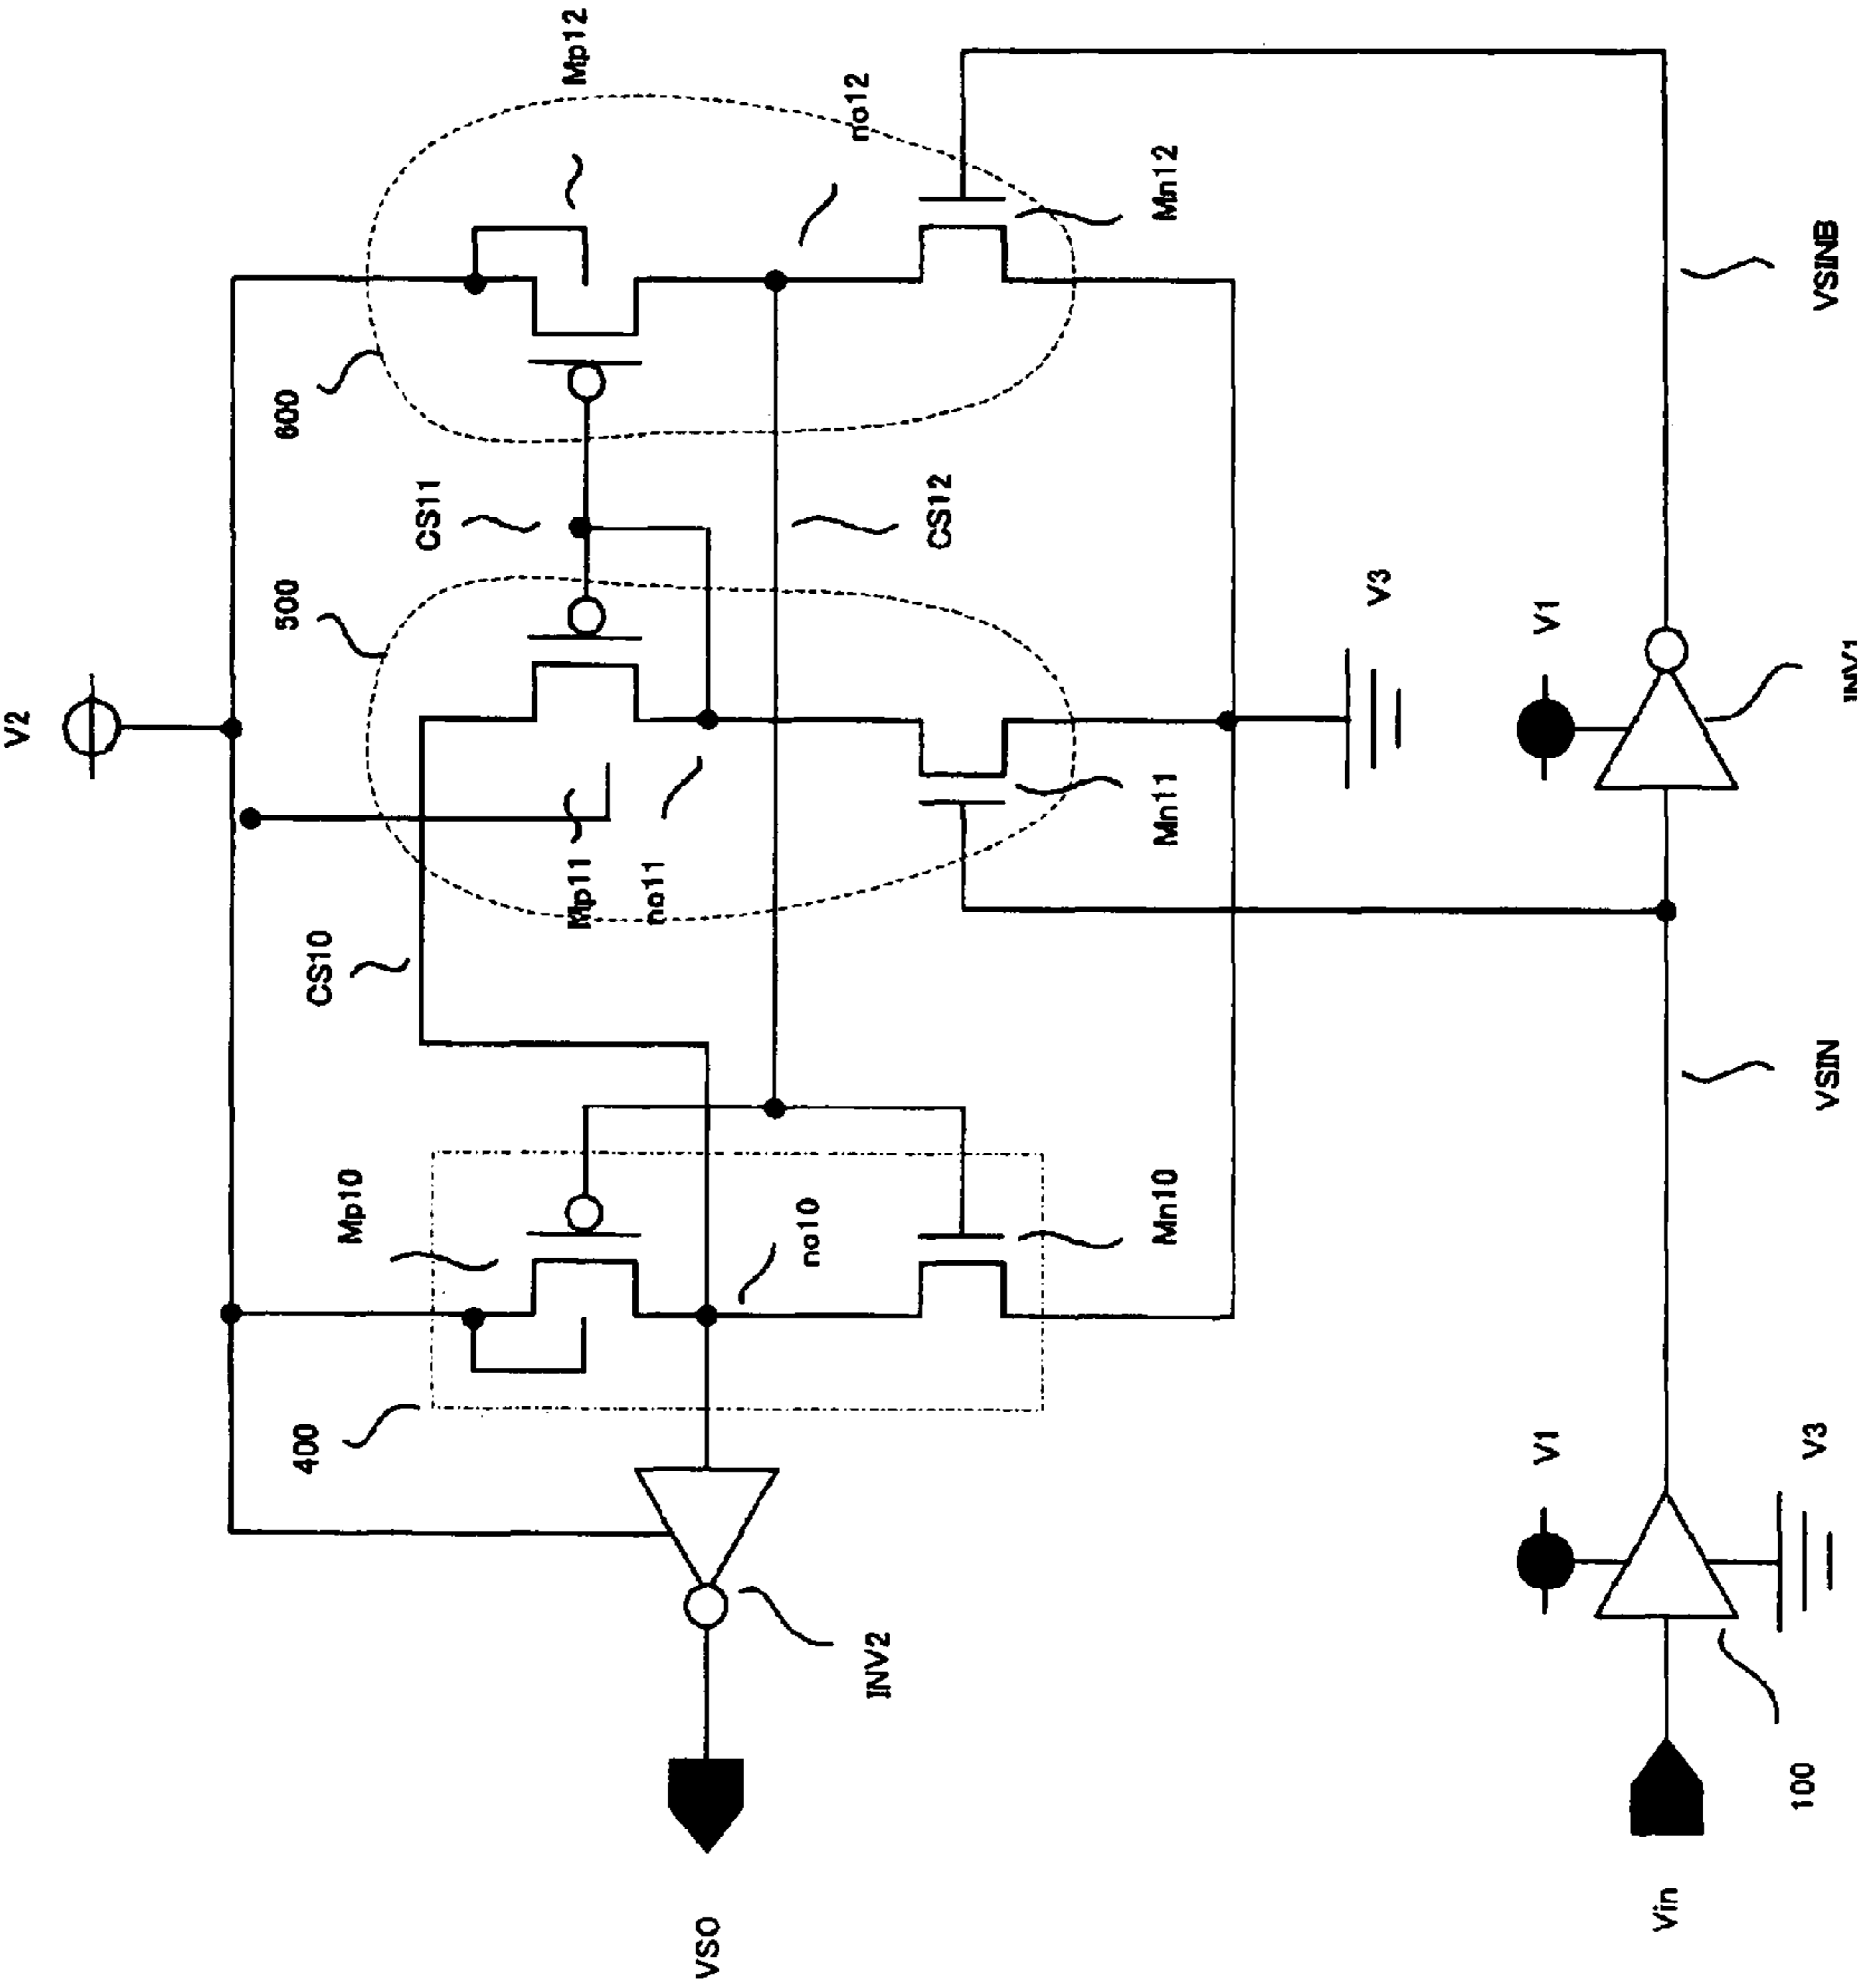 V2
Mp12
no12
Mn12
600
CS11
CS12
500
V3
V1
VSINB
INV1
Mp11
no11
Mn11
CS10
VSIN
Mp10
no10
Mn10
400
INV2
V1
V3
100
VSO
Vin